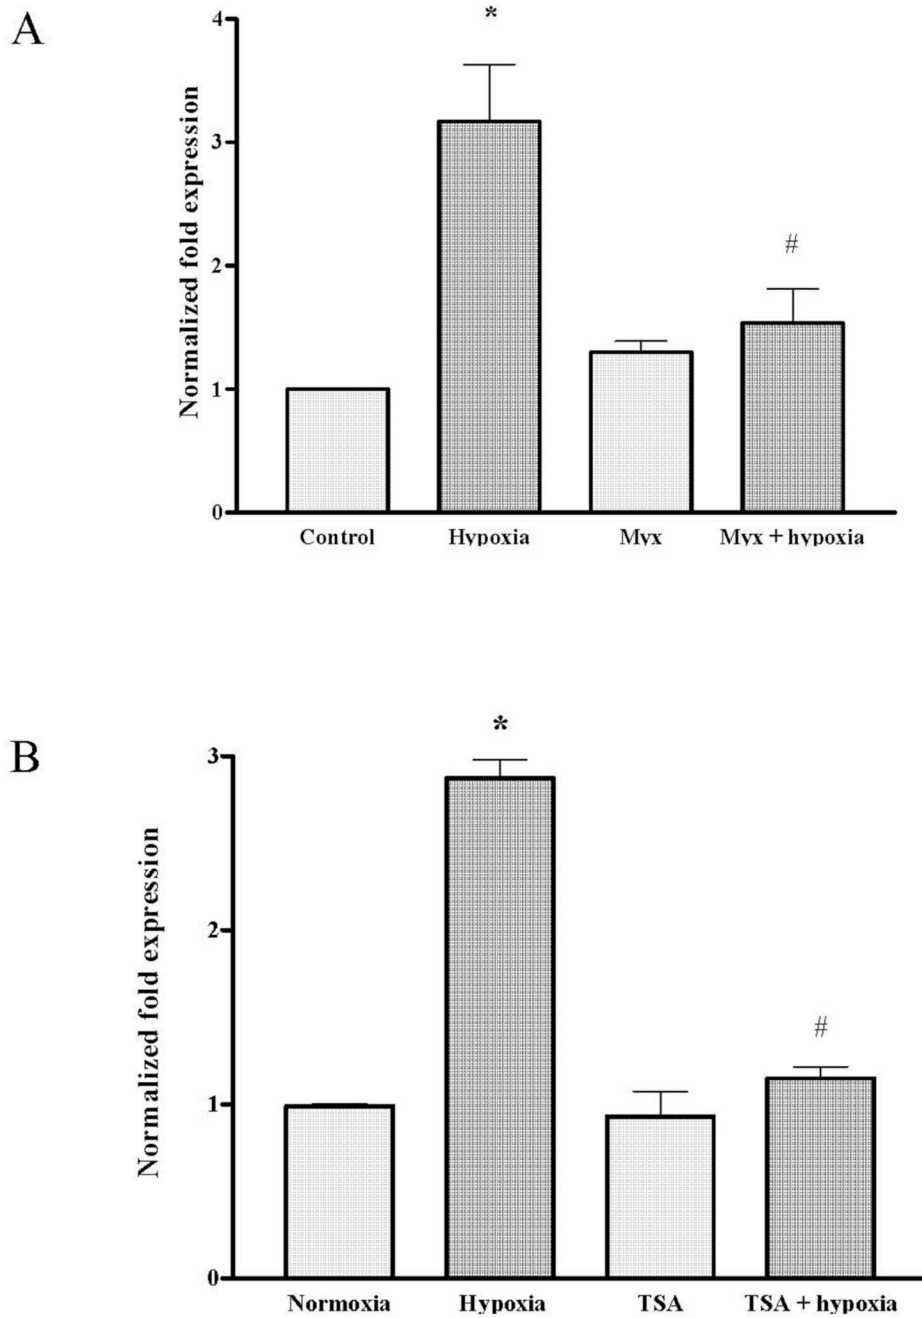 A
*
4
3
#
2
1
0
Normalized fold expression
Control Hypoxia Myx Myx + hypoxia
B
*
3
2
#
1
0
Normalized fold expression
Normoxia Hypoxia TSA TSA + hypoxia